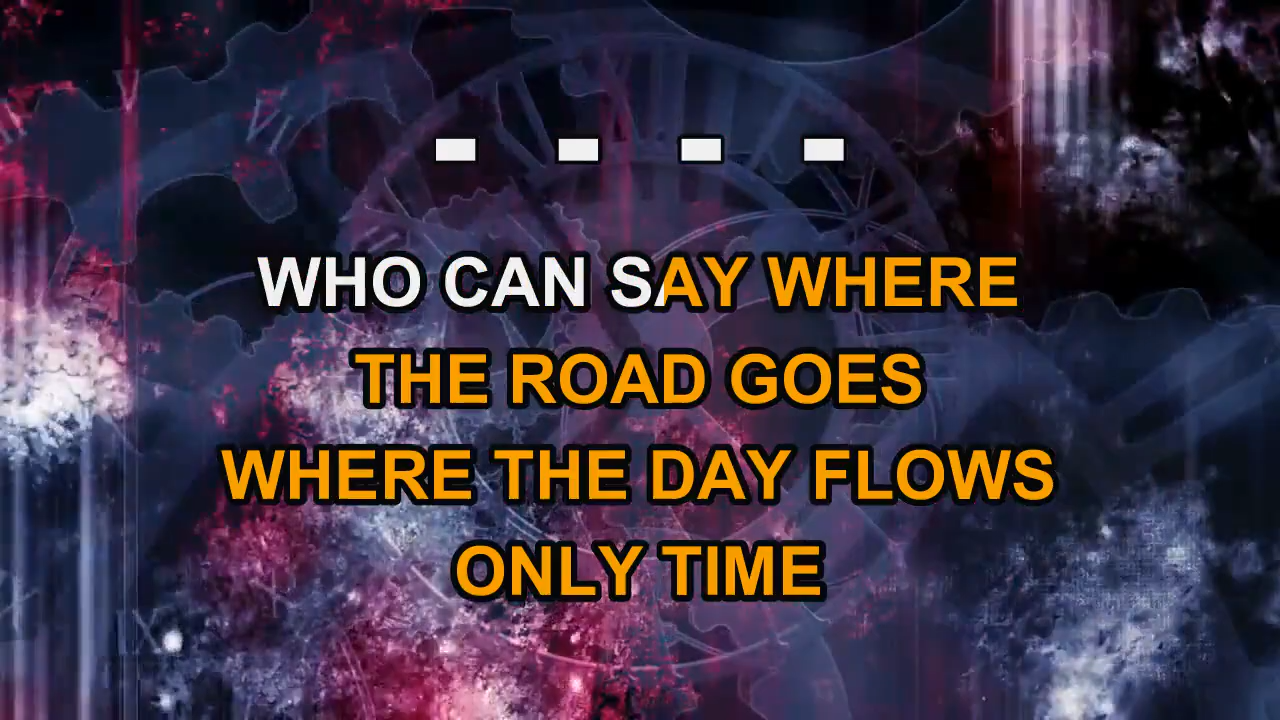 - - - -
WHO CAN SAY WHERE
THE ROAD GOES
WHERE THE DAY FLOWS
ONLY TIME